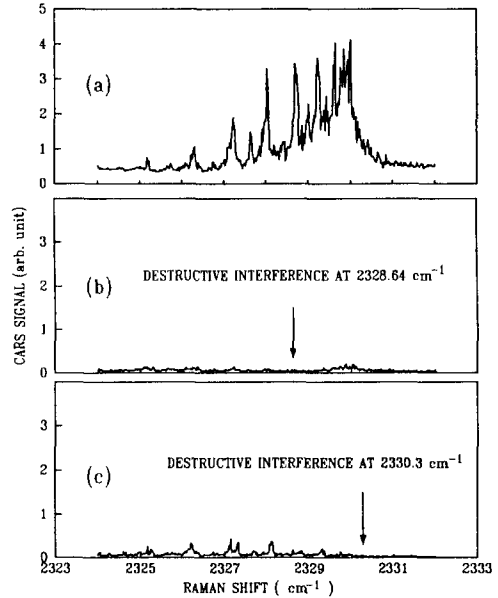 5
4
3
2
1
0
(a)
CARS SIGNAL (arb. unit)
3
2
1
0
(b)
DESTRUCTIVE INTERFERENCE AT 2328.64 cm⁻¹
3
2
1
0
(c)
DESTRUCTIVE INTERFERENCE AT 2330.3 cm⁻¹
2323 2325 2327 2329 2331 2333
RAMAN SHIFT ( cm⁻¹)